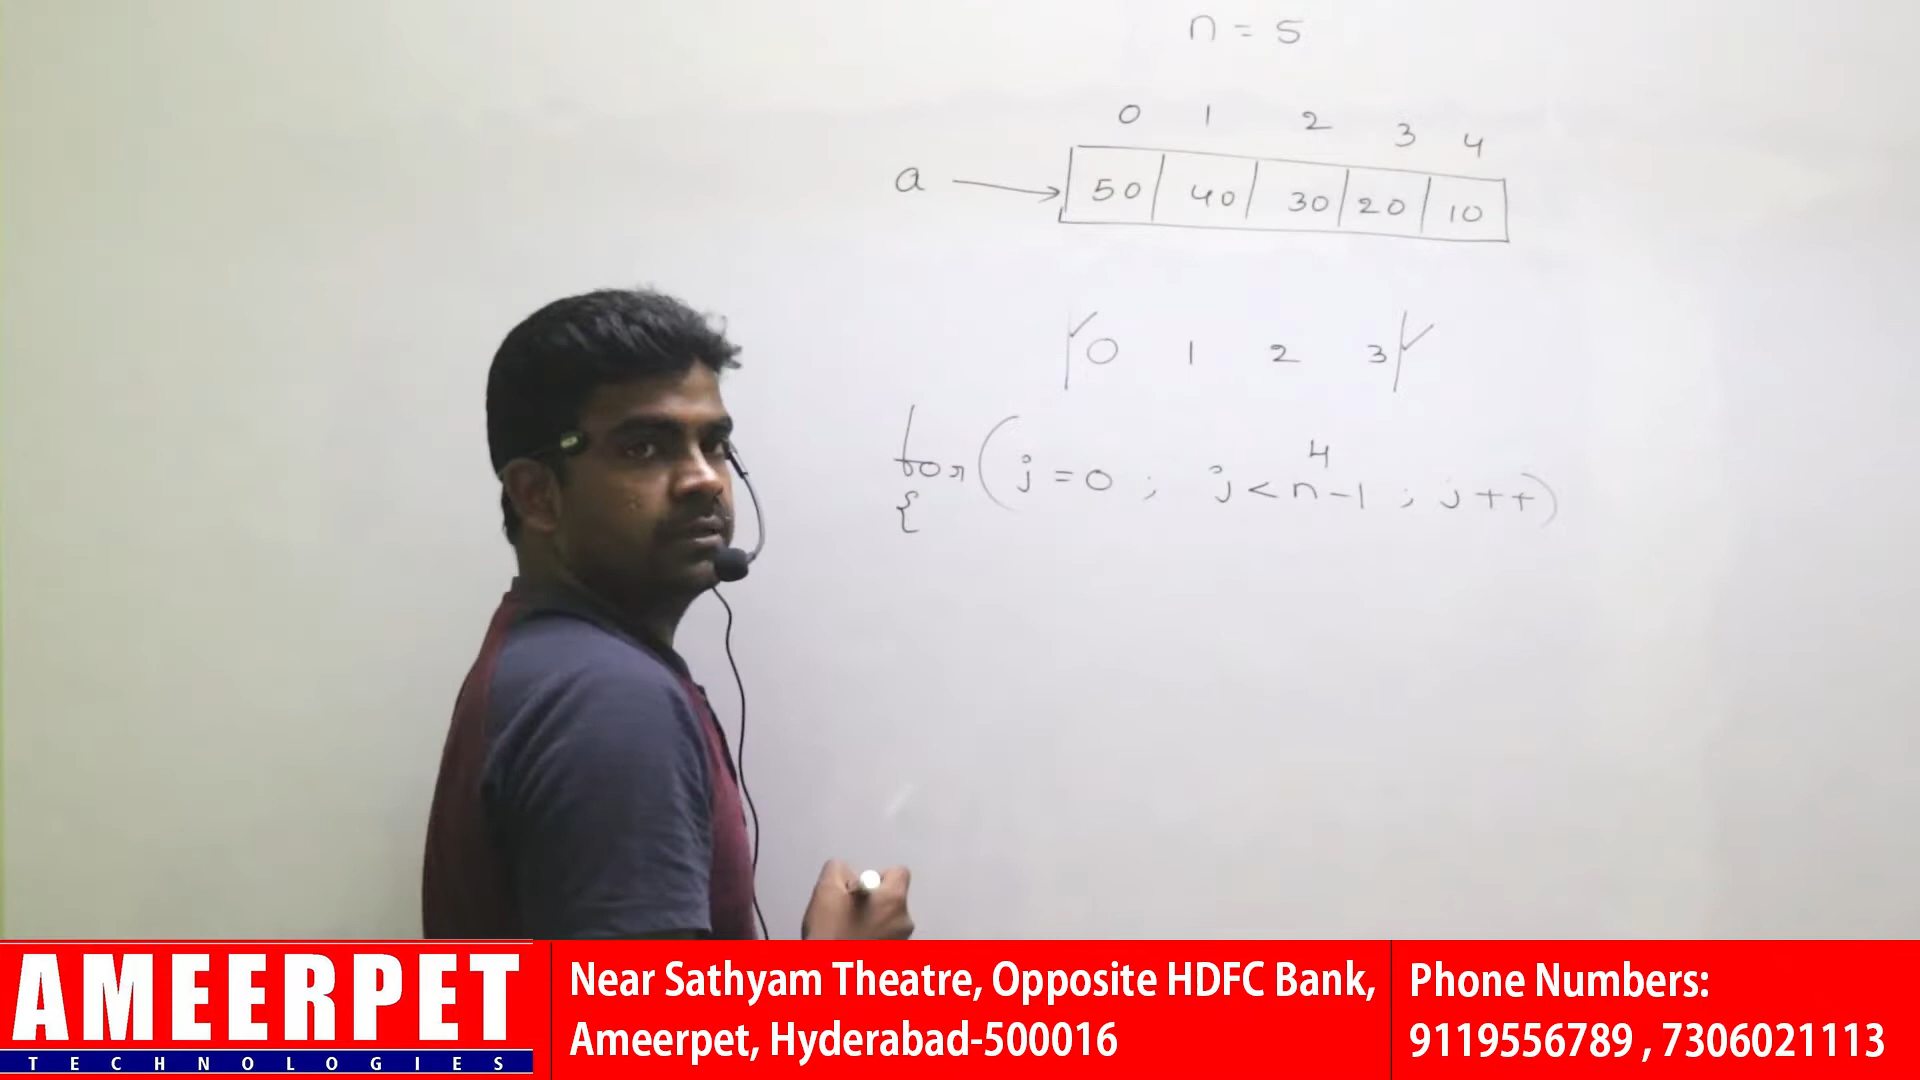 n = 5
0 1 2 3 4
a → 50 40 30 20 10
0 1 2 3
4
for(j=0 ; j<n-1 ; j++)
{
AMEERPET
TECHNOLOGIES
Near Sathyam Theatre, Opposite HDFC Bank,
Ameerpet, Hyderabad-500016
Phone Numbers:
9119556789 , 7306021113